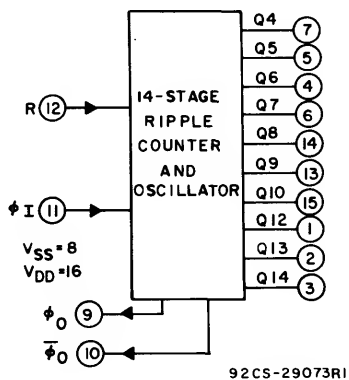 Q4 7
Q5 5
Q6 4
Q7 6
Q8 14
Q9 13
Q10 15
Q12 1
Q13 2
Q14 3
14-STAGE
RIPPLE
COUNTER
AND
OSCILLATOR
R 12
ϕI 11
VSS=8
VDD=16
ϕO 9
ϕ̅O 10
92CS-29073R1